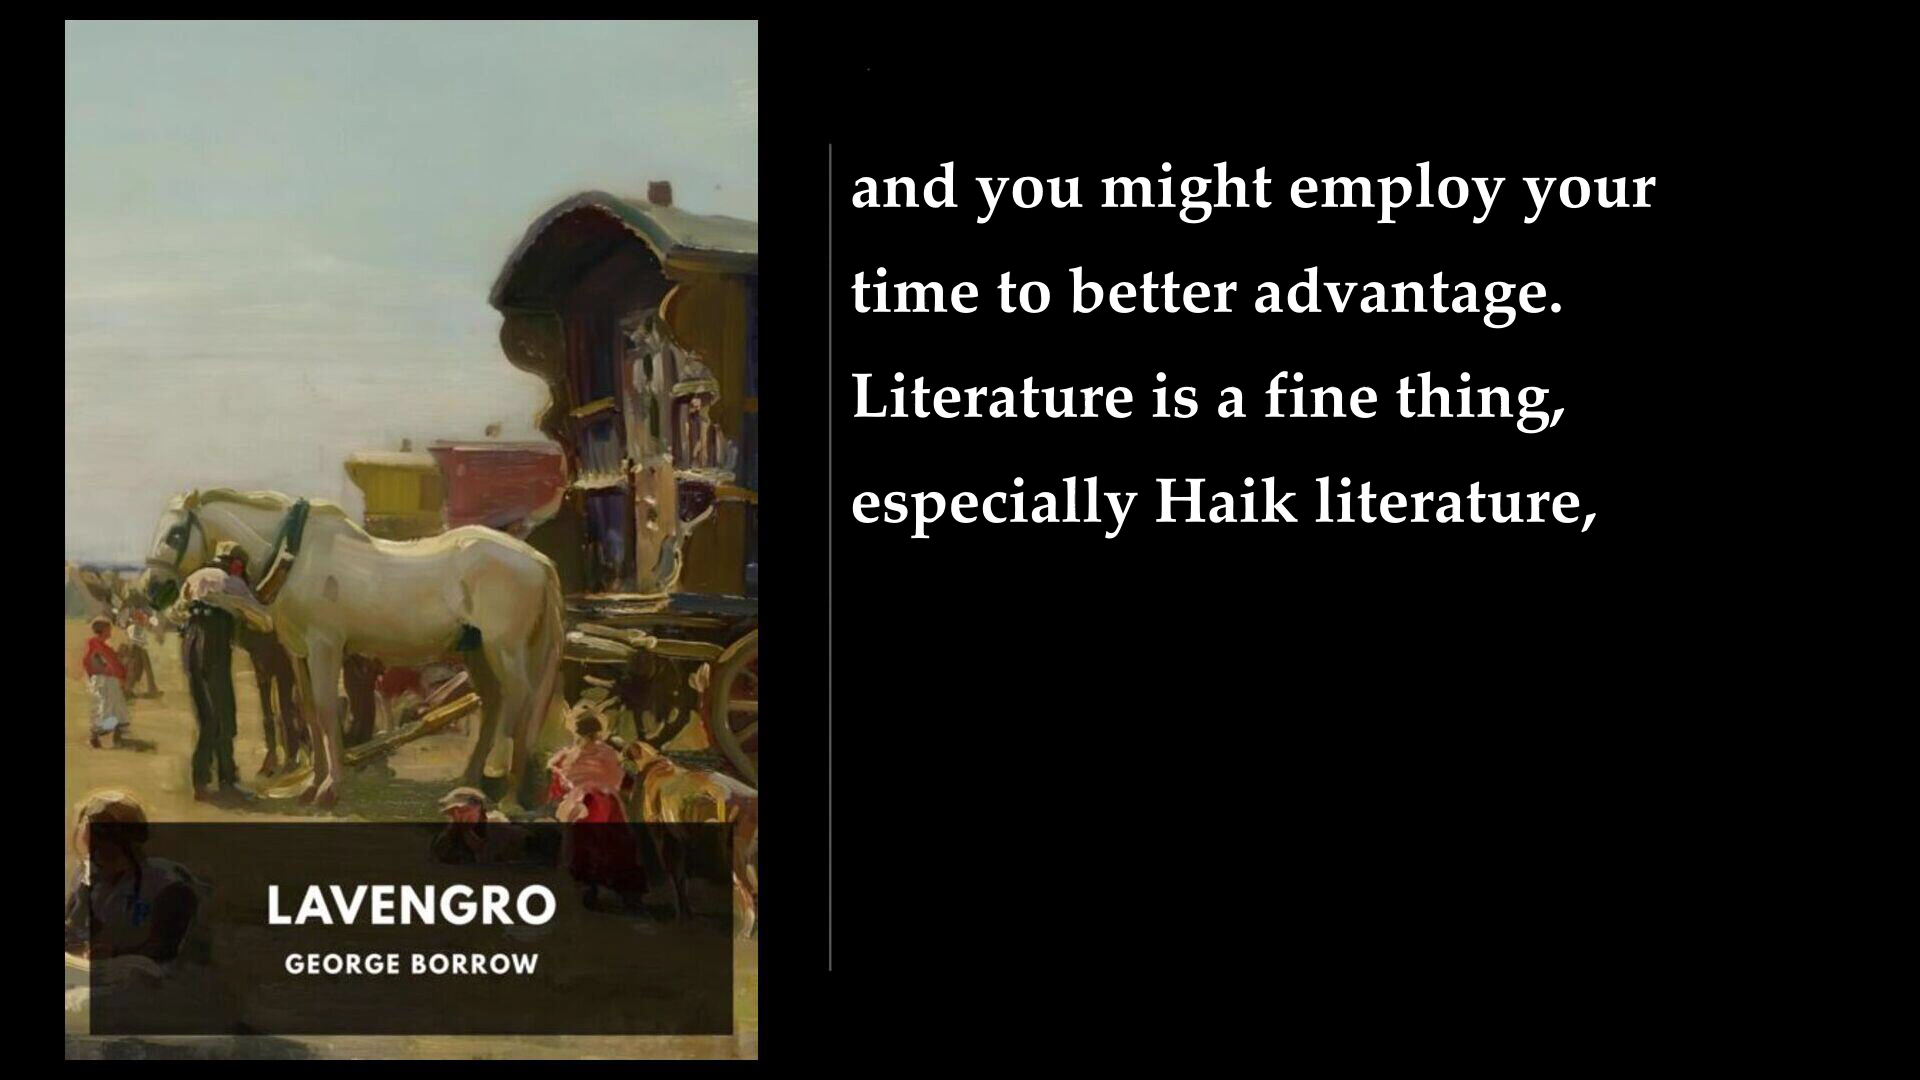 and you might employ your
time to better advantage.
Literature is a fine thing,
especially Haik literature,
LAVENGRO
GEORGE BORROW